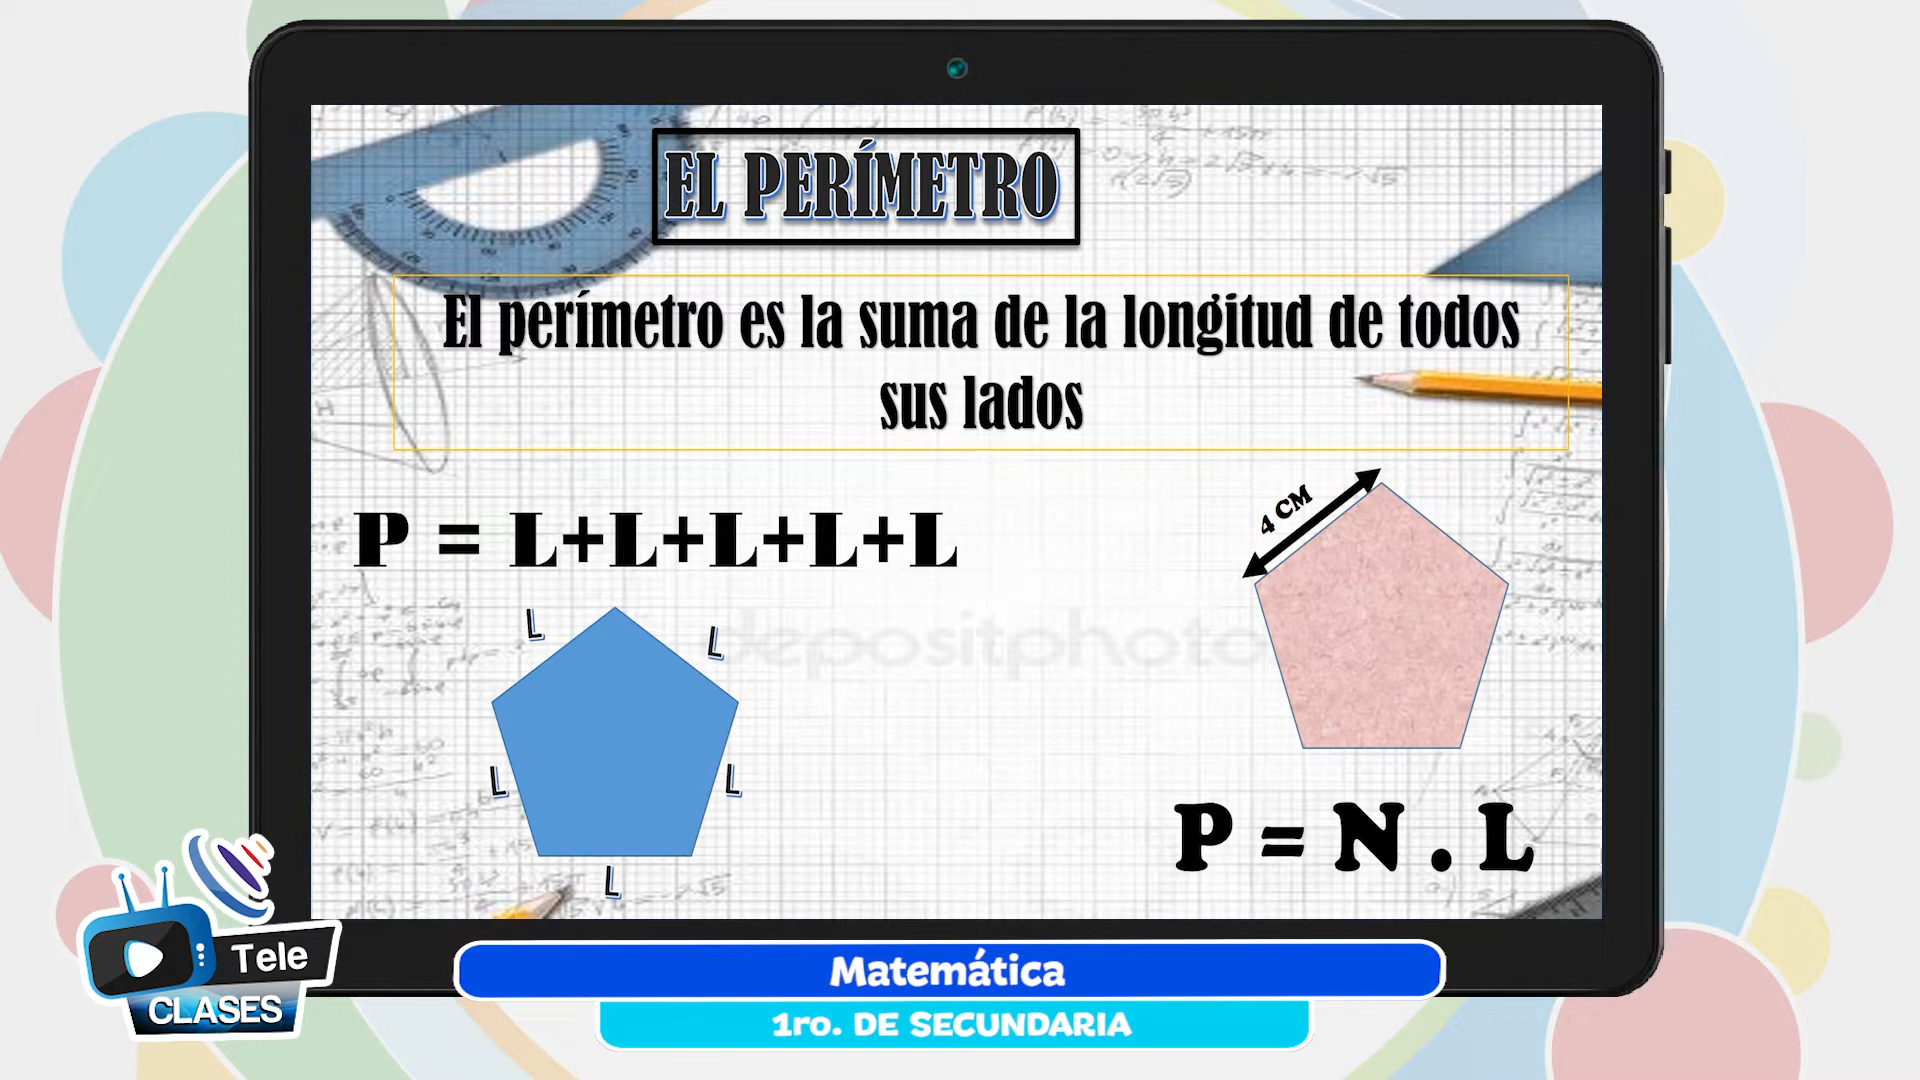 EL PERÍMETRO
El perímetro es la suma de la longitud de todos
sus lados
P = L+L+L+L+L
4 CM
L
L
L
L
L
depositphoto
P = N . L
Tele
CLASES
Matemática
1ro. DE SECUNDARIA